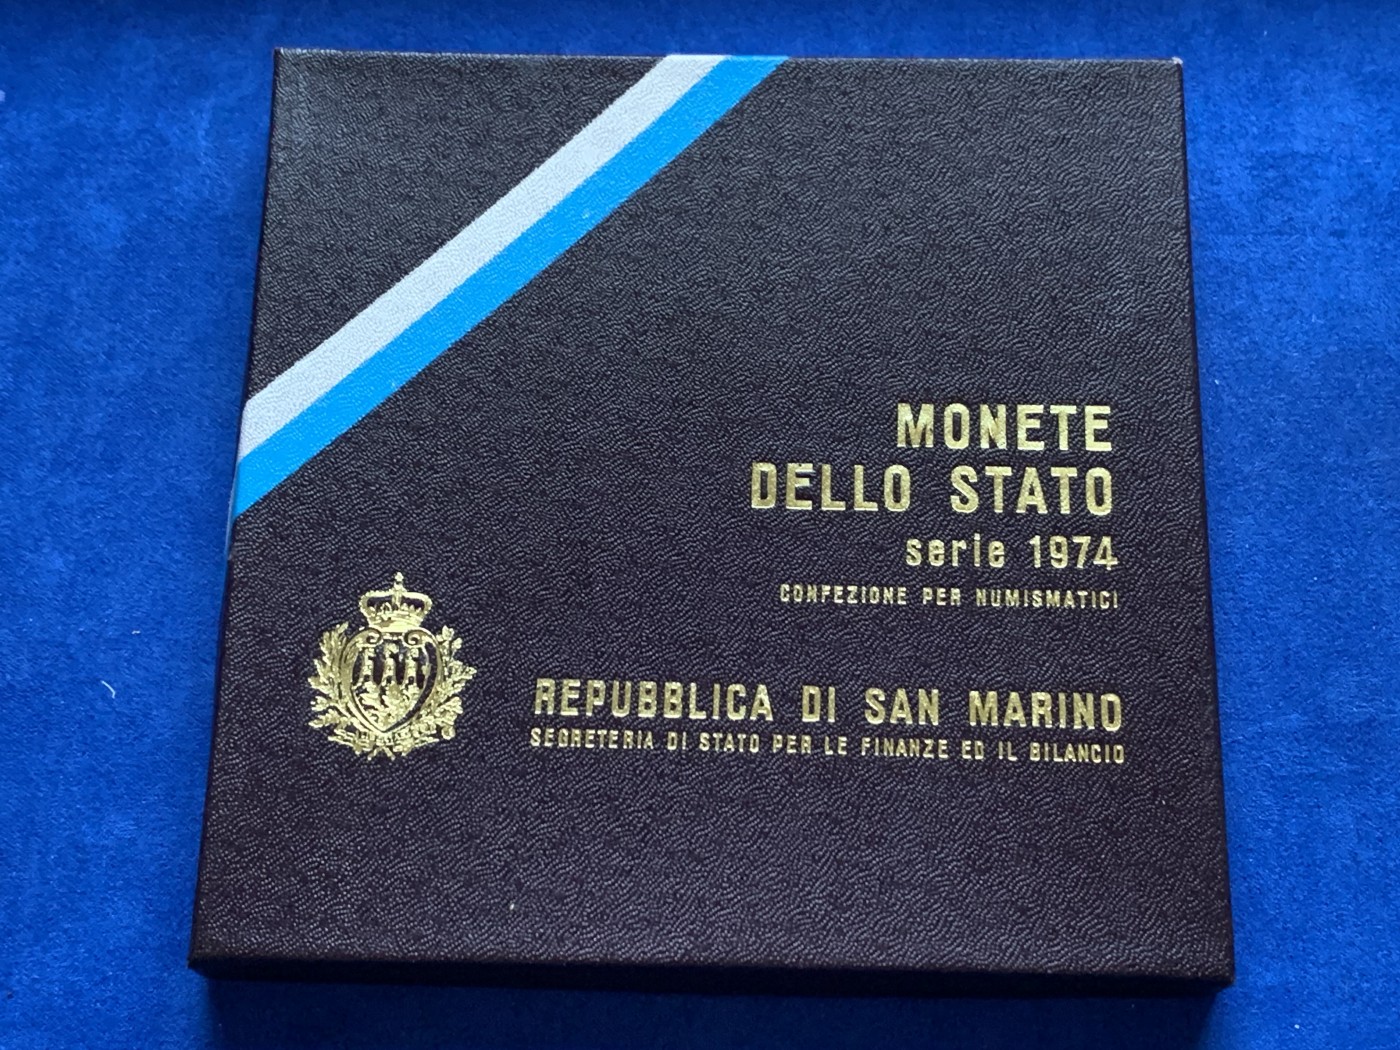 MONETE
DELLO STATO
serie 1974
CONFEZIONE PER NUMISMATICI
REPUBBLICA DI SAN MARINO
SEGRETERIA DI STATO PER LE FINANZE ED IL BILANCIO